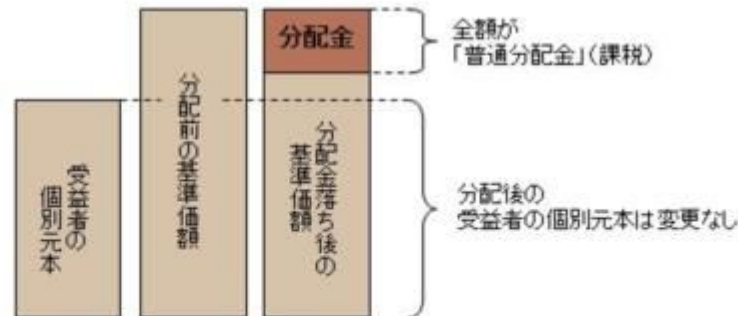 受益者の
個別元本
分配前の基準価額
分配金
分配金落ち後の
基準価額
全額が
「普通分配金」(課税)
分配後の
受益者の個別元本は変更なし